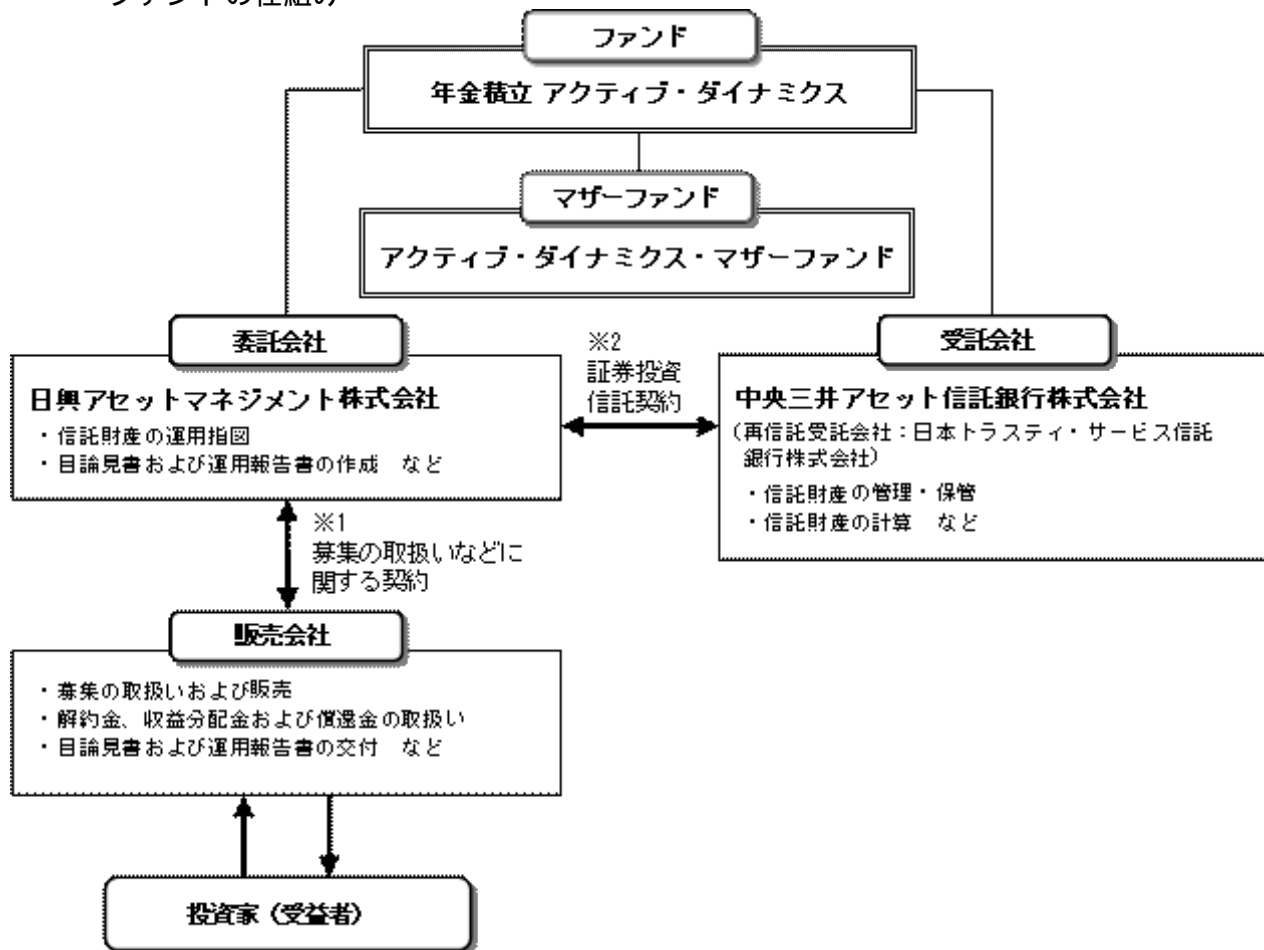 ファンドの仕組み
ファンド
年金積立 アクティブ・ダイナミクス
マザーファンド
アクティブ・ダイナミクス・マザーファンド
委託会社
日興アセットマネジメント株式会社
・信託財産の運用指図
・目論見書および運用報告書の作成 など
※2
証券投資
信託契約
受託会社
中央三井アセット信託銀行株式会社
(再信託受託会社:日本トラスティ・サービス信託
銀行株式会社)
・信託財産の管理・保管
・信託財産の計算 など
※1
募集の取扱いなどに
関する契約
販売会社
・募集の取扱いおよび販売
・解約金、収益分配金および償還金の取扱い
・目論見書および運用報告書の交付 など
投資家(受益者)